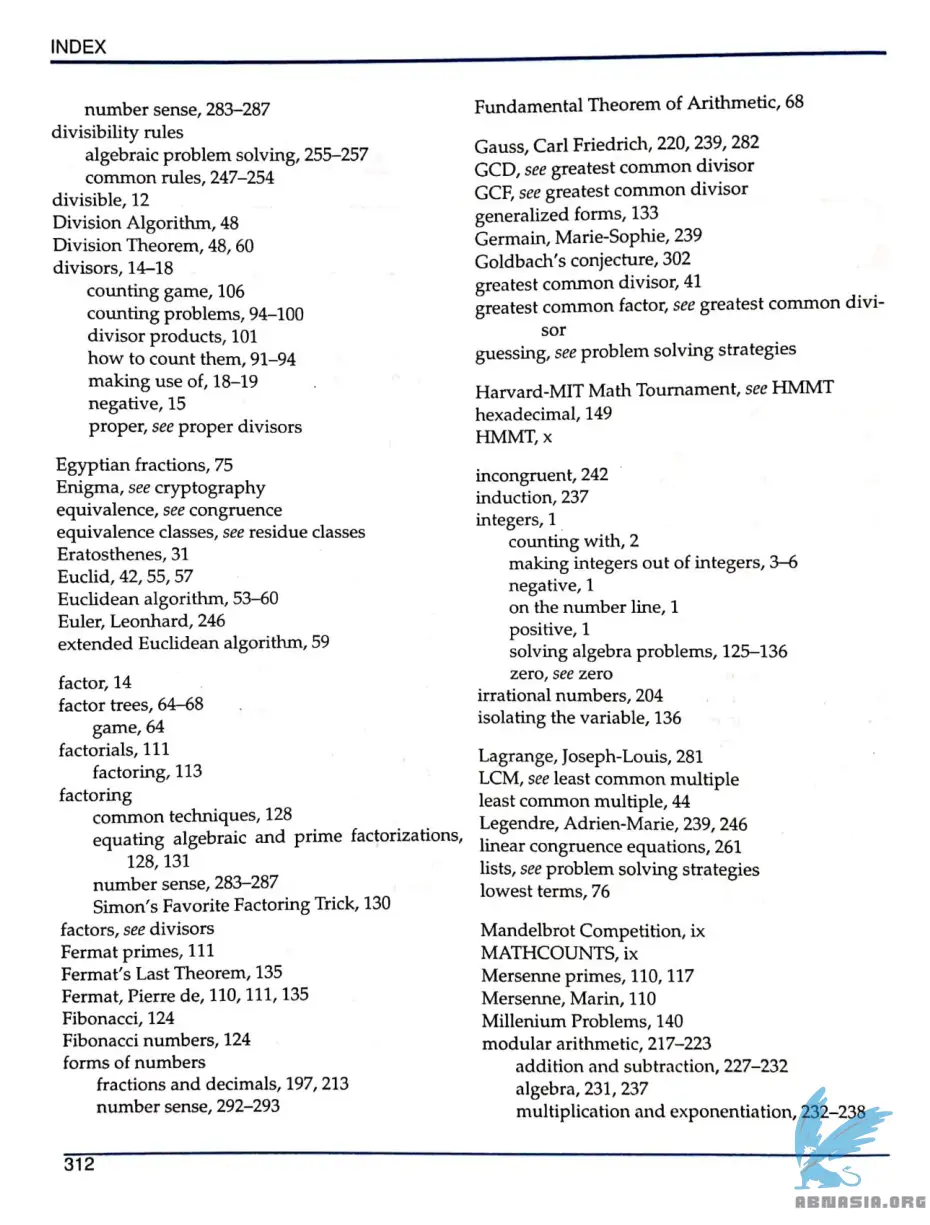 INDEX
number sense, 283–287
divisibility rules
algebraic problem solving, 255–257
common rules, 247–254
divisible, 12
Division Algorithm, 48
Division Theorem, 48, 60
divisors, 14–18
counting game, 106
counting problems, 94–100
divisor products, 101
how to count them, 91–94
making use of, 18–19
negative, 15
proper, see proper divisors
Egyptian fractions, 75
Enigma, see cryptography
equivalence, see congruence
equivalence classes, see residue classes
Eratosthenes, 31
Euclid, 42, 55, 57
Euclidean algorithm, 53–60
Euler, Leonhard, 246
extended Euclidean algorithm, 59
factor, 14
factor trees, 64–68
game, 64
factorials, 111
factoring, 113
factoring
common techniques, 128
equating algebraic and prime factorizations,
128, 131
number sense, 283–287
Simon's Favorite Factoring Trick, 130
factors, see divisors
Fermat primes, 111
Fermat's Last Theorem, 135
Fermat, Pierre de, 110, 111, 135
Fibonacci, 124
Fibonacci numbers, 124
forms of numbers
fractions and decimals, 197, 213
number sense, 292–293
Fundamental Theorem of Arithmetic, 68
Gauss, Carl Friedrich, 220, 239, 282
GCD, see greatest common divisor
GCF, see greatest common divisor
generalized forms, 133
Germain, Marie-Sophie, 239
Goldbach's conjecture, 302
greatest common divisor, 41
greatest common factor, see greatest common divi-
sor
guessing, see problem solving strategies
Harvard-MIT Math Tournament, see HMMT
hexadecimal, 149
HMMT, x
incongruent, 242
induction, 237
integers, 1
counting with, 2
making integers out of integers, 3–6
negative, 1
on the number line, 1
positive, 1
solving algebra problems, 125–136
zero, see zero
irrational numbers, 204
isolating the variable, 136
Lagrange, Joseph-Louis, 281
LCM, see least common multiple
least common multiple, 44
Legendre, Adrien-Marie, 239, 246
linear congruence equations, 261
lists, see problem solving strategies
lowest terms, 76
Mandelbrot Competition, ix
MATHCOUNTS, ix
Mersenne primes, 110, 117
Mersenne, Marin, 110
Millenium Problems, 140
modular arithmetic, 217–223
addition and subtraction, 227–232
algebra, 231, 237
multiplication and exponentiation, 232–238
312
ABNASIA.ORG